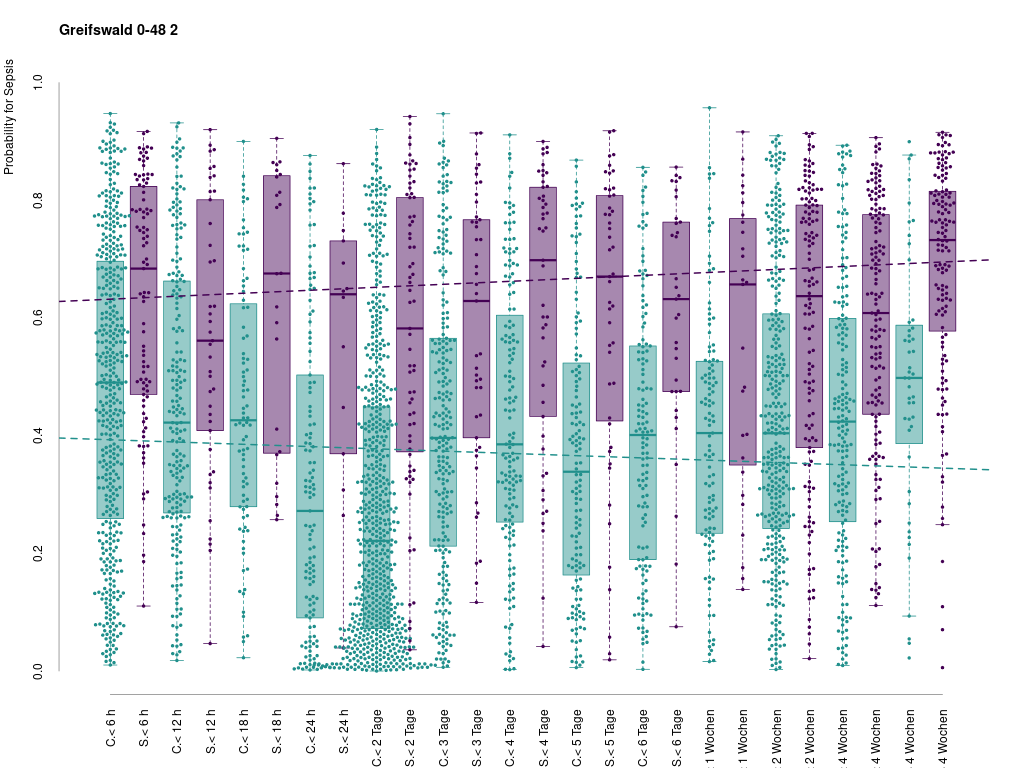 Greifswald 0-48 2
Probability for Sepsis
1.0
0.8
0.6
0.4
0.2
0.0
C.< 6 h
S.< 6 h
C.< 12 h
S.< 12 h
C.< 18 h
S.< 18 h
C.< 24 h
S.< 24 h
C.< 2 Tage
S.< 2 Tage
C.< 3 Tage
S.< 3 Tage
C.< 4 Tage
S.< 4 Tage
C.< 5 Tage
S.< 5 Tage
C.< 6 Tage
S.< 6 Tage
1 Wochen
1 Wochen
2 Wochen
2 Wochen
4 Wochen
4 Wochen
4 Wochen
4 Wochen